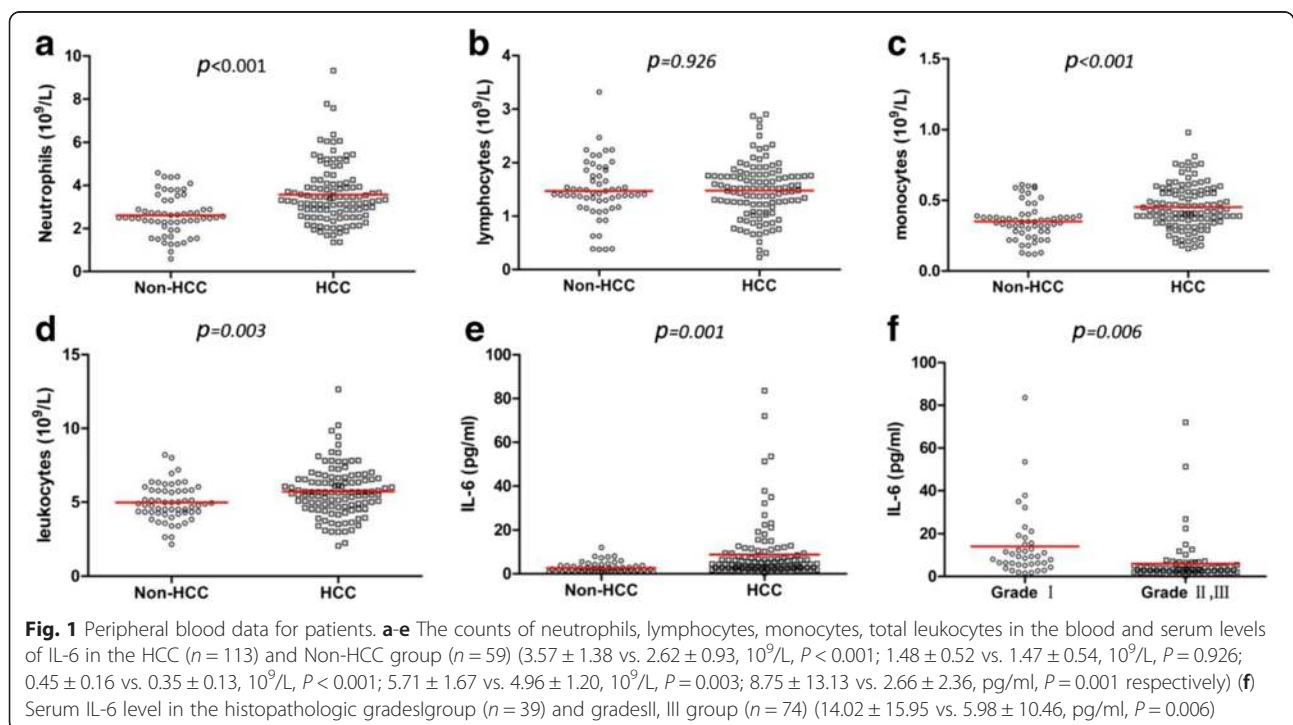 a
p<0.001
Neutrophils (10⁹/L)
10
8
6
4
2
0
Non-HCC
HCC
b
p=0.926
lymphocytes (10⁹/L)
4
3
2
1
0
Non-HCC
HCC
c
p<0.001
monocytes (10⁹/L)
1.5
1.0
0.5
0.0
Non-HCC
HCC
d
p=0.003
leukocytes (10⁹/L)
15
10
5
0
Non-HCC
HCC
e
p=0.001
IL-6 (pg/ml)
100
80
60
40
20
0
Non-HCC
HCC
f
p=0.006
IL-6 (pg/ml)
100
80
60
40
20
0
Grade Ⅰ
Grade Ⅱ,Ⅲ
Fig. 1 Peripheral blood data for patients. a-e The counts of neutrophils, lymphocytes, monocytes, total leukocytes in the blood and serum levels
of IL-6 in the HCC (n = 113) and Non-HCC group (n = 59) (3.57 ± 1.38 vs. 2.62 ± 0.93, 10⁹/L, P < 0.001; 1.48 ± 0.52 vs. 1.47 ± 0.54, 10⁹/L, P = 0.926;
0.45 ± 0.16 vs. 0.35 ± 0.13, 10⁹/L, P < 0.001; 5.71 ± 1.67 vs. 4.96 ± 1.20, 10⁹/L, P = 0.003; 8.75 ± 13.13 vs. 2.66 ± 2.36, pg/ml, P = 0.001 respectively) (f)
Serum IL-6 level in the histopathologic gradesIgroup (n = 39) and gradesII, III group (n = 74) (14.02 ± 15.95 vs. 5.98 ± 10.46, pg/ml, P = 0.006)